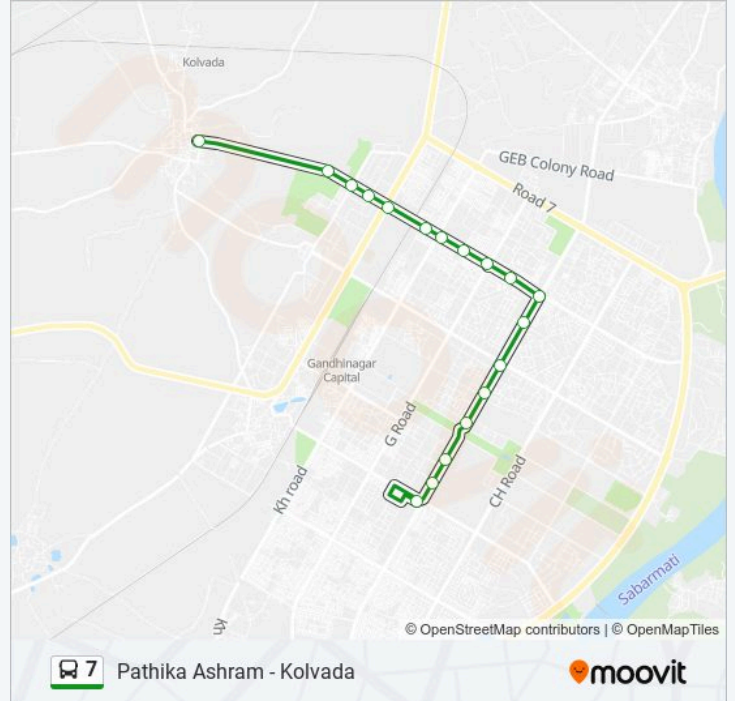 Kolvada
GEB Colony Road
Road 7
Gandhinagar
Capital
G Road
CH Road
Kh road
Sabarmati
Kh
© OpenStreetMap contributors | © OpenMapTiles
7 Pathika Ashram - Kolvada
moovit